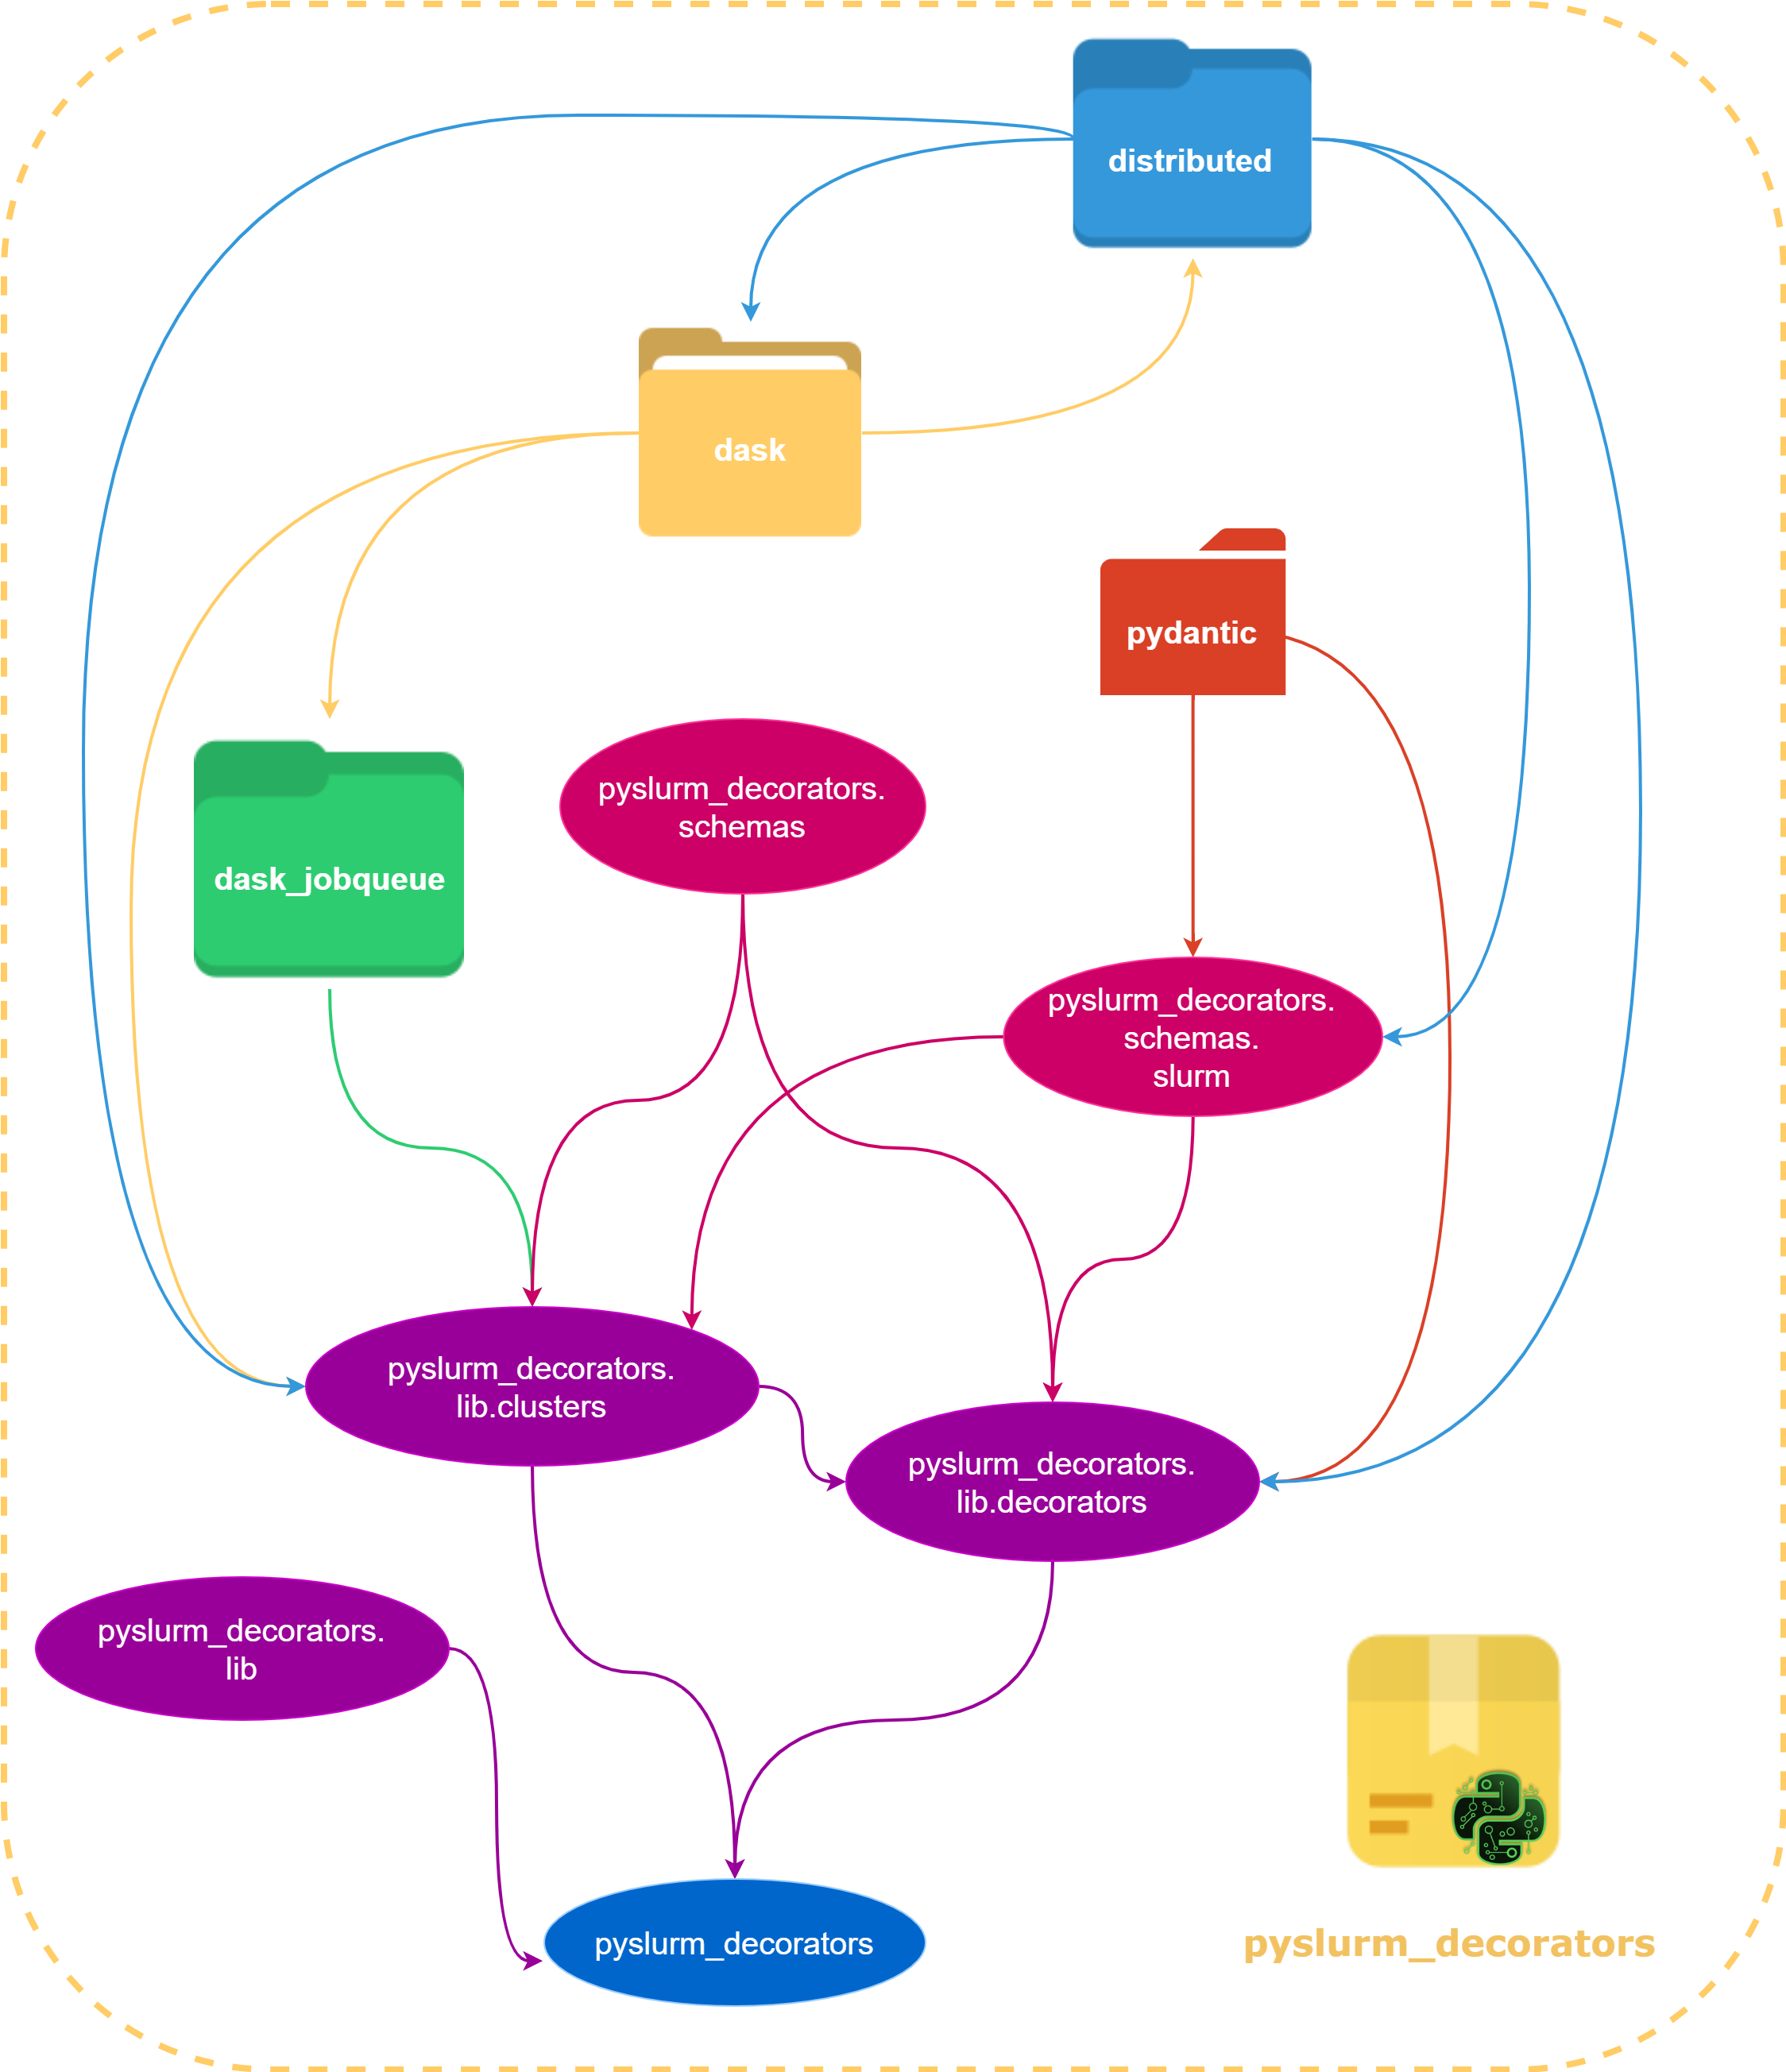 distributed
dask
pydantic
pyslurm_decorators.
schemas
dask_jobqueue
pyslurm_decorators.
schemas.
slurm
pyslurm_decorators.
lib.clusters
pyslurm_decorators.
lib.decorators
pyslurm_decorators.
lib
pyslurm_decorators
pyslurm_decorators